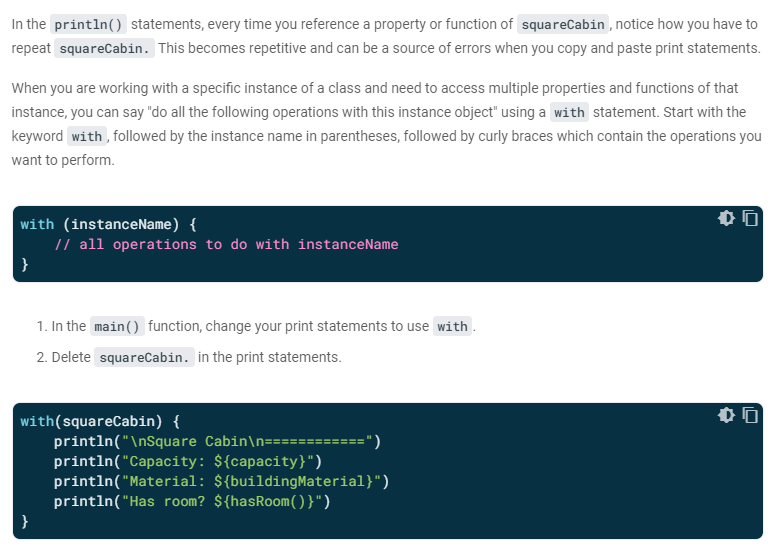 In the println() statements, every time you reference a property or function of squareCabin, notice how you have to
repeat squareCabin. This becomes repetitive and can be a source of errors when you copy and paste print statements.
When you are working with a specific instance of a class and need to access multiple properties and functions of that
instance, you can say "do all the following operations with this instance object" using a with statement. Start with the
keyword with, followed by the instance name in parentheses, followed by curly braces which contain the operations you
want to perform.
with (instanceName) {
    // all operations to do with instanceName
}
1. In the main() function, change your print statements to use with.
2. Delete squareCabin. in the print statements.
with(squareCabin) {
    println("\nSquare Cabin\n============")
    println("Capacity: ${capacity}")
    println("Material: ${buildingMaterial}")
    println("Has room? ${hasRoom()}")
}